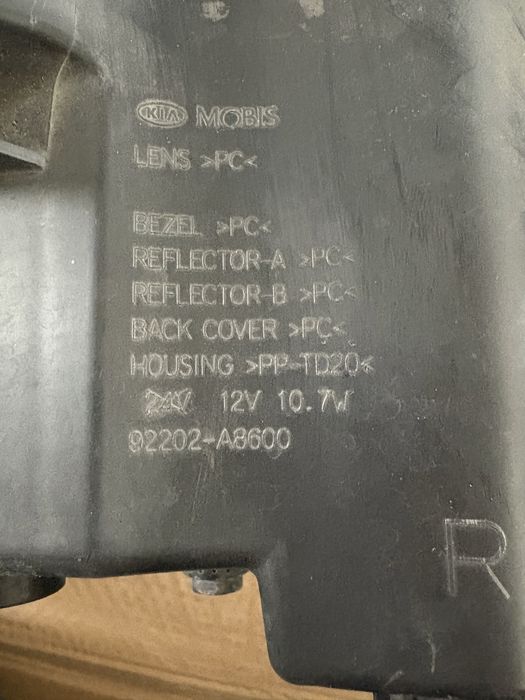 KIA MOBIS
LENS >PC<
BEZEL >PC<
REFLECTOR-A >PC<
REFLECTOR-B >PC<
BACK COVER >PC<
HOUSING >PP-TD20<
12V 10.7W
92202-A8600
R